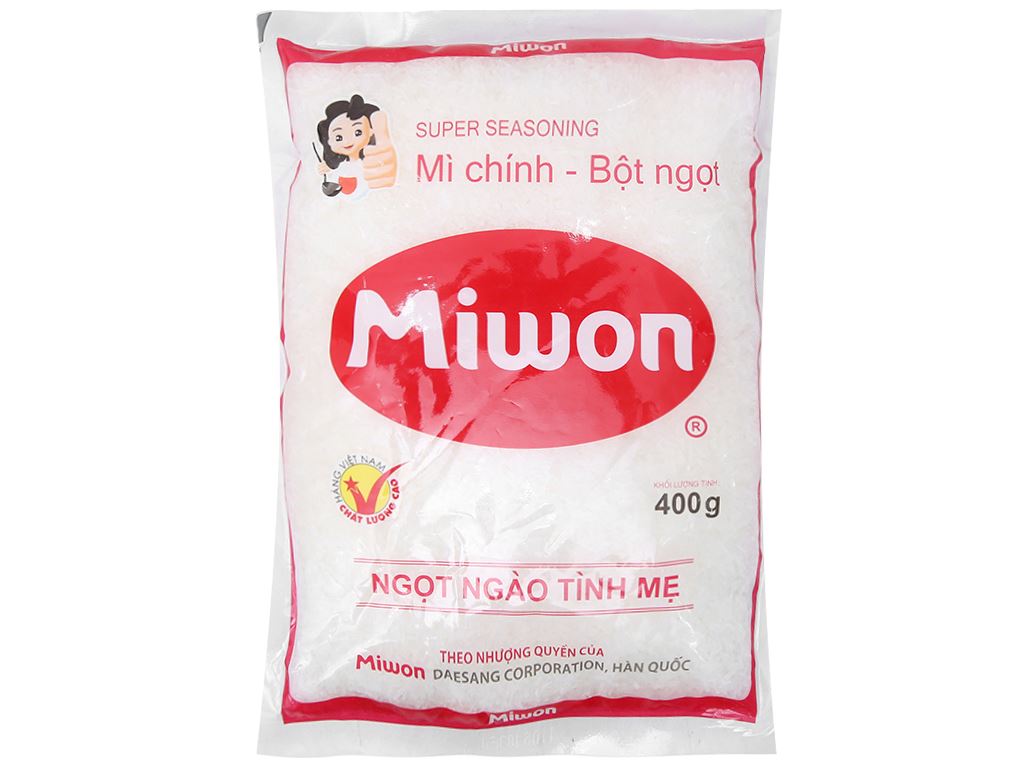 Miwon
SUPER SEASONING
Mì chính - Bột ngọt
Miwon
®
HÀNG VIỆT NAM
CHẤT LƯỢNG CAO
KHỐI LƯỢNG TỊNH:
400g
NGỌT NGÀO TÌNH MẸ
THEO NHƯỢNG QUYỀN CỦA
Miwon DAESANG CORPORATION, HÀN QUỐC
Miwon